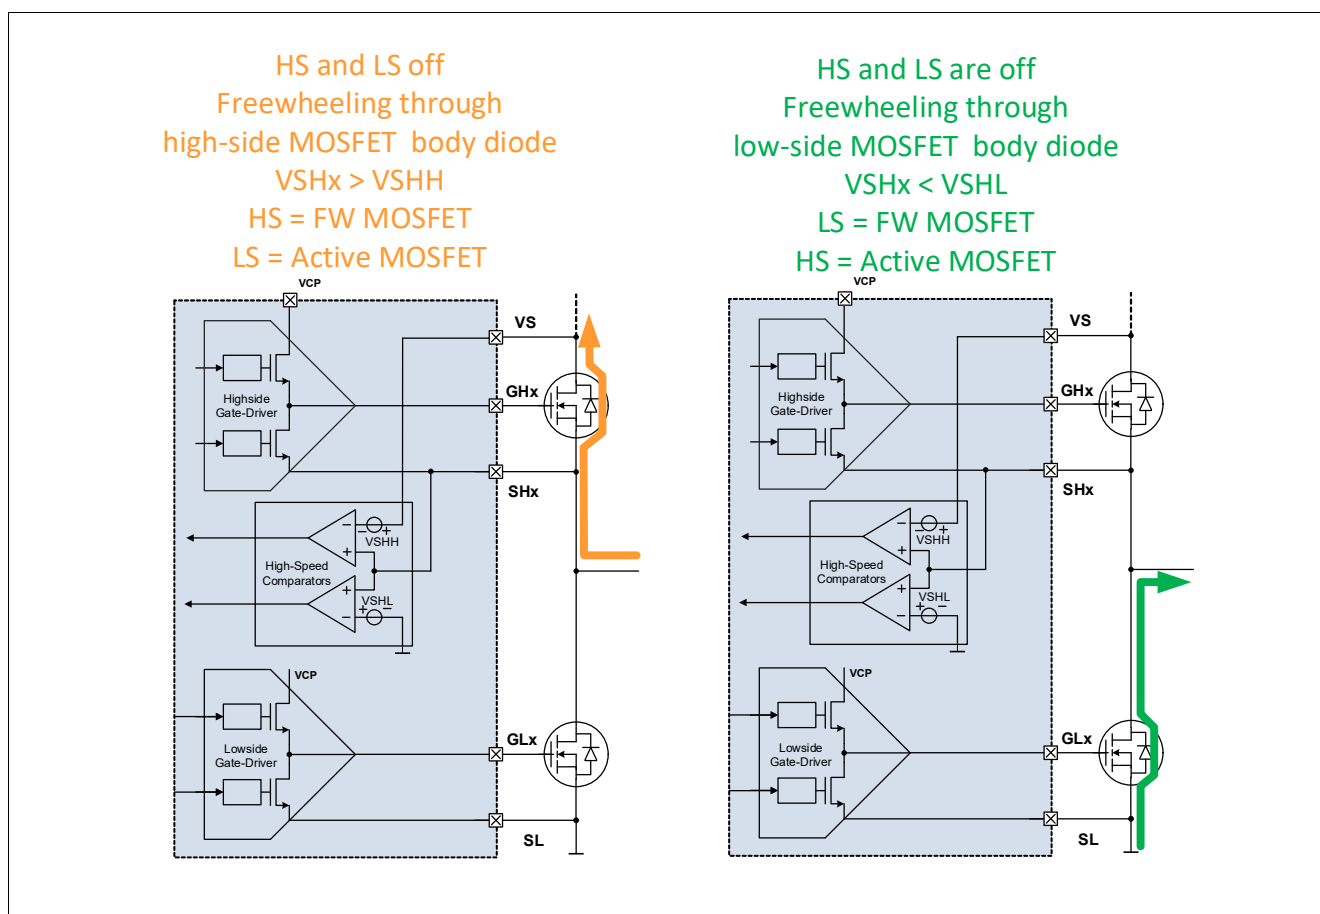 HS and LS off
Freewheeling through
high-side MOSFET body diode
VSHx > VSHH
HS = FW MOSFET
LS = Active MOSFET
VCP
VS
Highside
Gate-Driver
GHx
SHx
− +
VSHH
−
+
High-Speed
Comparators
+
−
VSHL
+ −
VCP
Lowside
Gate-Driver
GLx
SL
HS and LS are off
Freewheeling through
low-side MOSFET body diode
VSHx < VSHL
LS = FW MOSFET
HS = Active MOSFET
VCP
VS
Highside
Gate-Driver
GHx
SHx
− +
VSHH
−
+
High-Speed
Comparators
+
−
VSHL
+ −
VCP
Lowside
Gate-Driver
GLx
SL